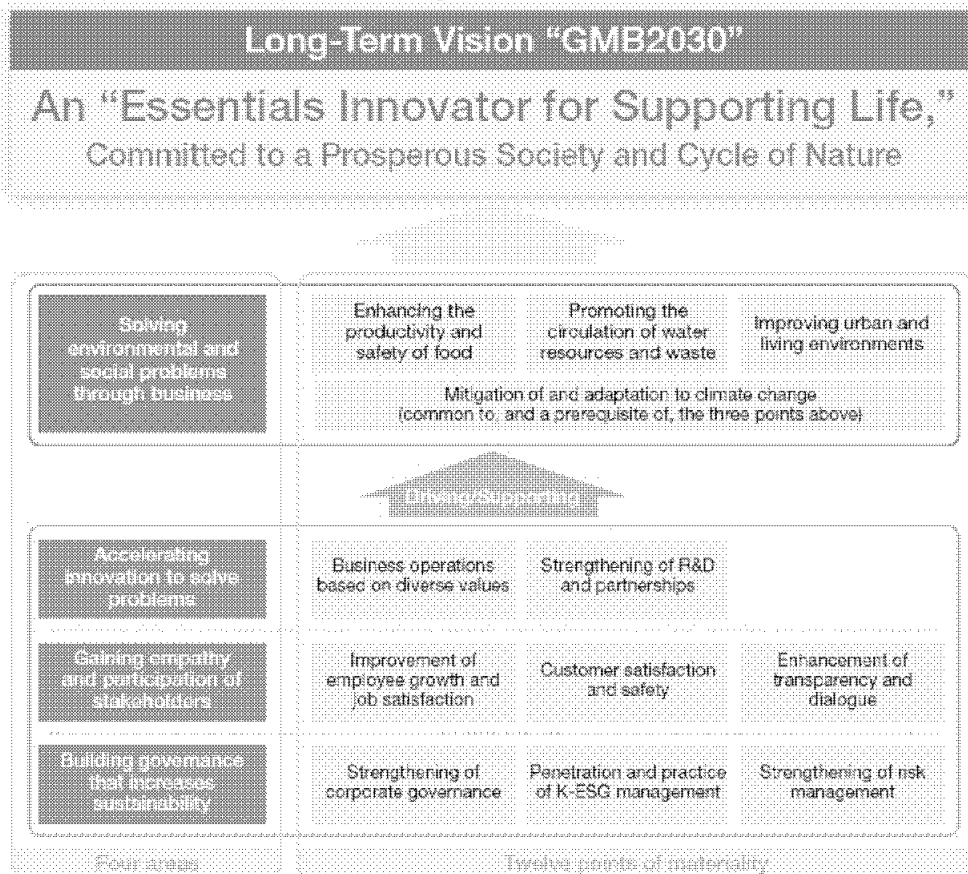 Long-Term Vision “GMB2030”
An “Essentials Innovator for Supporting Life,”
Committed to a Prosperous Society and Cycle of Nature
Solving
environmental and
social problems
through business
Enhancing the
productivity and
safety of food
Promoting the
circulation of water
resources and waste
Improving urban and
living environments
Mitigation of and adaptation to climate change
(common to, and a prerequisite of, the three points above)
Driving/Supporting
Accelerating
innovation to solve
problems
Business operations
based on diverse values
Strengthening of R&D
and partnerships
Gaining empathy
and participation of
stakeholders
Improvement of
employee growth and
job satisfaction
Customer satisfaction
and safety
Enhancement of
transparency and
dialogue
Building governance
that increases
sustainability
Strengthening of
corporate governance
Penetration and practice
of K-ESG management
Strengthening of risk
management
Four areas
Twelve points of materiality